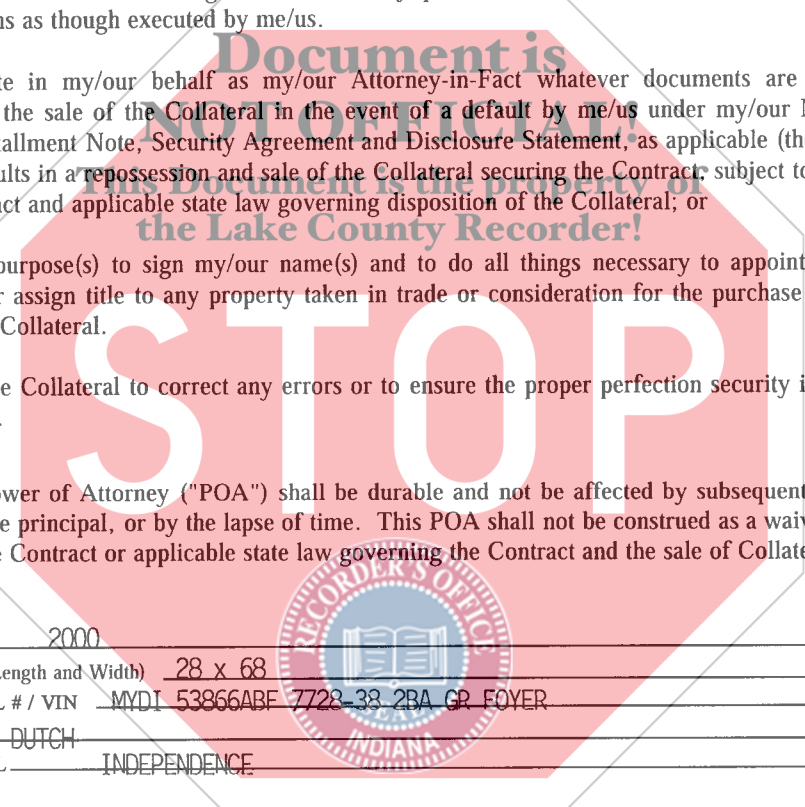 ns as though executed by me/us.
Document is
te in my/our behalf as my/our Attorney-in-Fact whatever documents are
the sale of the Collateral in the event of a default by me/us under my/our
NOT OFFICIAL!
tallment Note, Security Agreement and Disclosure Statement, as applicable (th
ults in a repossession and sale of the Collateral securing the Contract, subject to
This Document is the property of
act and applicable state law governing disposition of the Collateral; or
the Lake County Recorder!
purpose(s) to sign my/our name(s) and to do all things necessary to appoint
r assign title to any property taken in trade or consideration for the purchase
Collateral.
STOP
e Collateral to correct any errors or to ensure the proper perfection security i
ower of Attorney ("POA") shall be durable and not be affected by subsequent
e principal, or by the lapse of time. This POA shall not be construed as a waiv
e Contract or applicable state law governing the Contract and the sale of Collate
RECORDER'S OFFICE
2000
ength and Width) 28 x 68
# / VIN MYDI 53866ABF 7728-38 2BA GR FOYER
SEAL
DUTCH
INDIANA
INDEPENDENCE